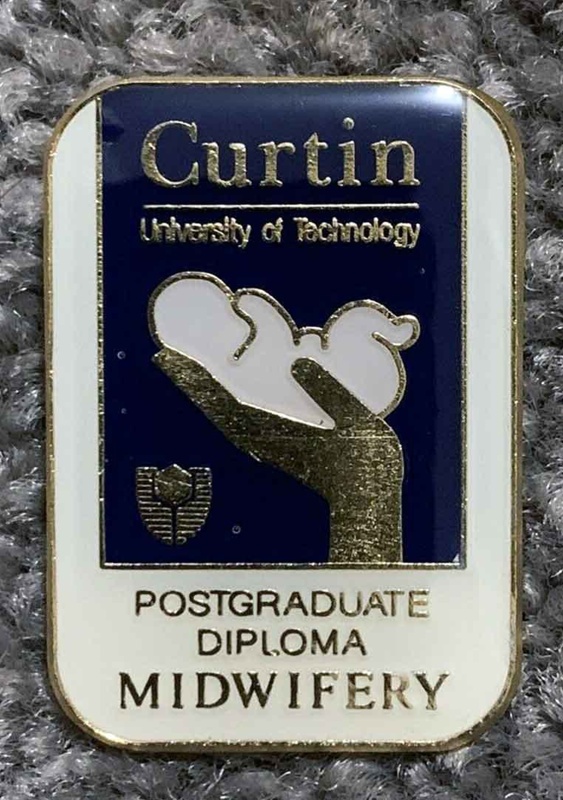 Curtin
University of Technology
POSTGRADUATE
DIPLOMA
MIDWIFERY